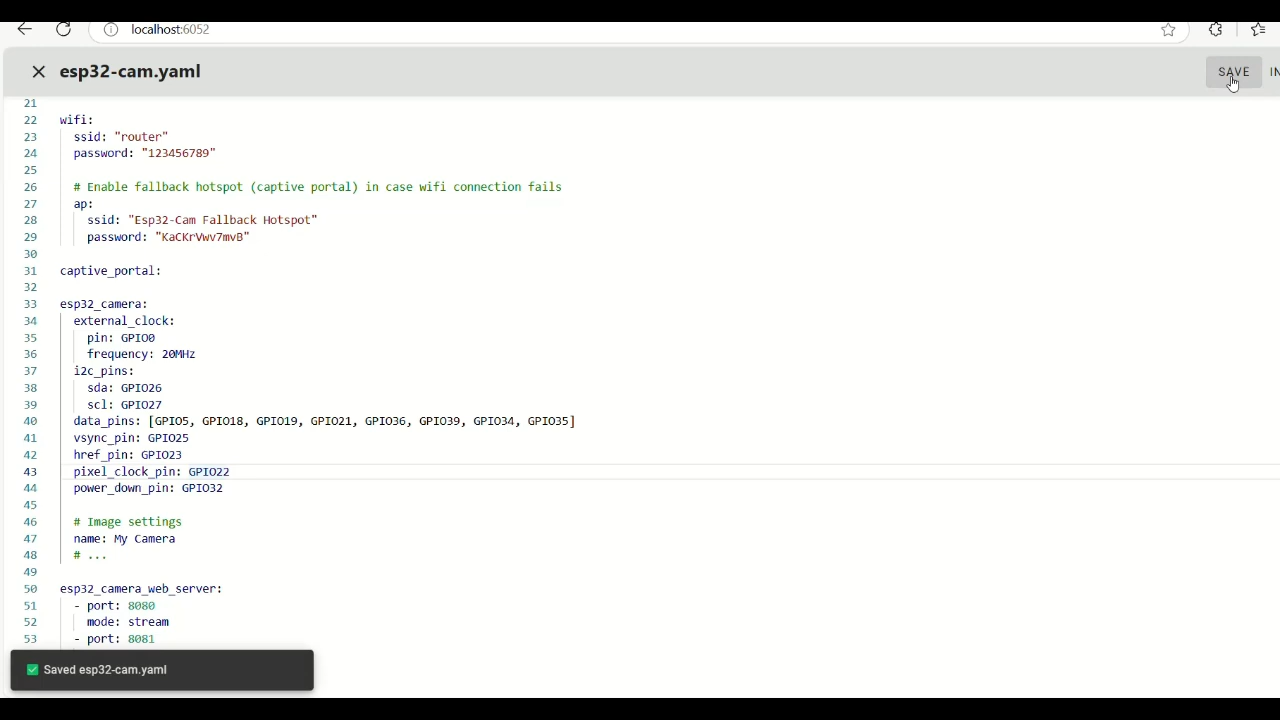 localhost:6052
esp32-cam.yaml
SAVE
IN
21
22 wifi:
23 ssid: "router"
24 password: "123456789"
25
26 # Enable fallback hotspot (captive portal) in case wifi connection fails
27 ap:
28 ssid: "Esp32-Cam Fallback Hotspot"
29 password: "KaCKrVwv7mvB"
30
31 captive_portal:
32
33 esp32_camera:
34 external_clock:
35 pin: GPIO0
36 frequency: 20MHz
37 i2c_pins:
38 sda: GPIO26
39 scl: GPIO27
40 data_pins: [GPIO5, GPIO18, GPIO19, GPIO21, GPIO36, GPIO39, GPIO34, GPIO35]
41 vsync_pin: GPIO25
42 href_pin: GPIO23
43 pixel_clock_pin: GPIO22
44 power_down_pin: GPIO32
45
46 # Image settings
47 name: My Camera
48 # ...
49
50 esp32_camera_web_server:
51 - port: 8080
52 mode: stream
53 - port: 8081
Saved esp32-cam.yaml